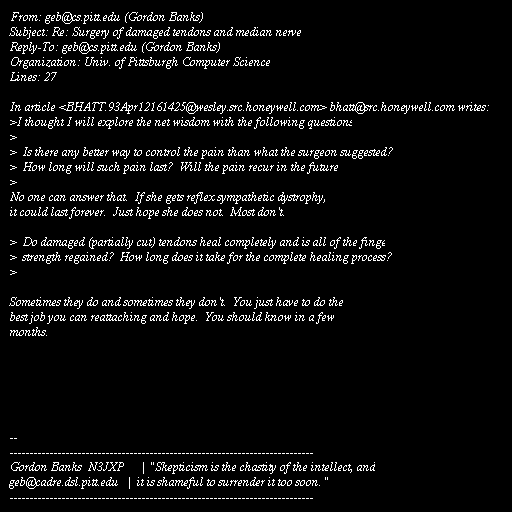 From: geb@cs.pitt.edu (Gordon Banks)
Subject: Re: Surgery of damaged tendons and median nerve
Reply-To: geb@cs.pitt.edu (Gordon Banks)
Organization: Univ. of Pittsburgh Computer Science
Lines: 27

In article <BHATT.93Apr12161425@wesley.src.honeywell.com> bhatt@src.honeywell.com writes:
>I thought I will explore the net wisdom with the following questions
>
> Is there any better way to control the pain than what the surgeon suggested?
> How long will such pain last?  Will the pain recur in the future
>
No one can answer that.  If she gets reflex sympathetic dystrophy,
it could last forever.  Just hope she does not.  Most don't.

> Do damaged (partially cut) tendons heal completely and is all of the finge
> strength regained?  How long does it take for the complete healing process?
>

Sometimes they do and sometimes they don't.  You just have to do the
best job you can reattaching and hope.  You should know in a few
months.

--
----------------------------------------------------------------------------
Gordon Banks  N3JXP      | "Skepticism is the chastity of the intellect, and
geb@cadre.dsl.pitt.edu   |  it is shameful to surrender it too soon."
----------------------------------------------------------------------------